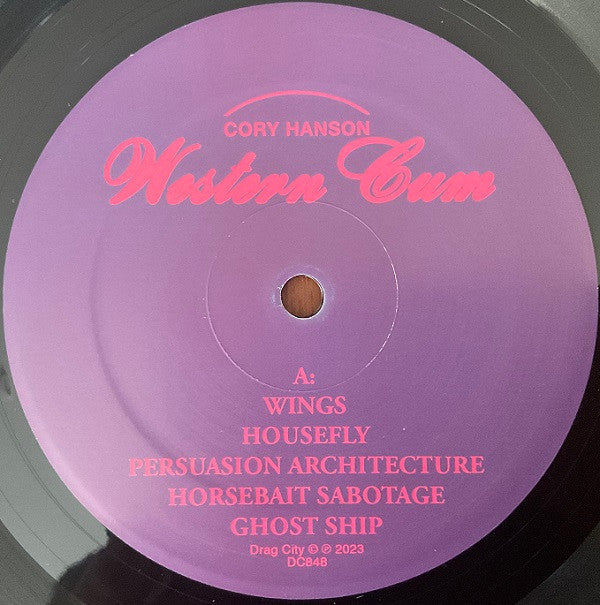 CORY HANSON
Western Cum
A:
WINGS
HOUSEFLY
PERSUASION ARCHITECTURE
HORSEBAIT SABOTAGE
GHOST SHIP
Drag City © ℗ 2023
DC848